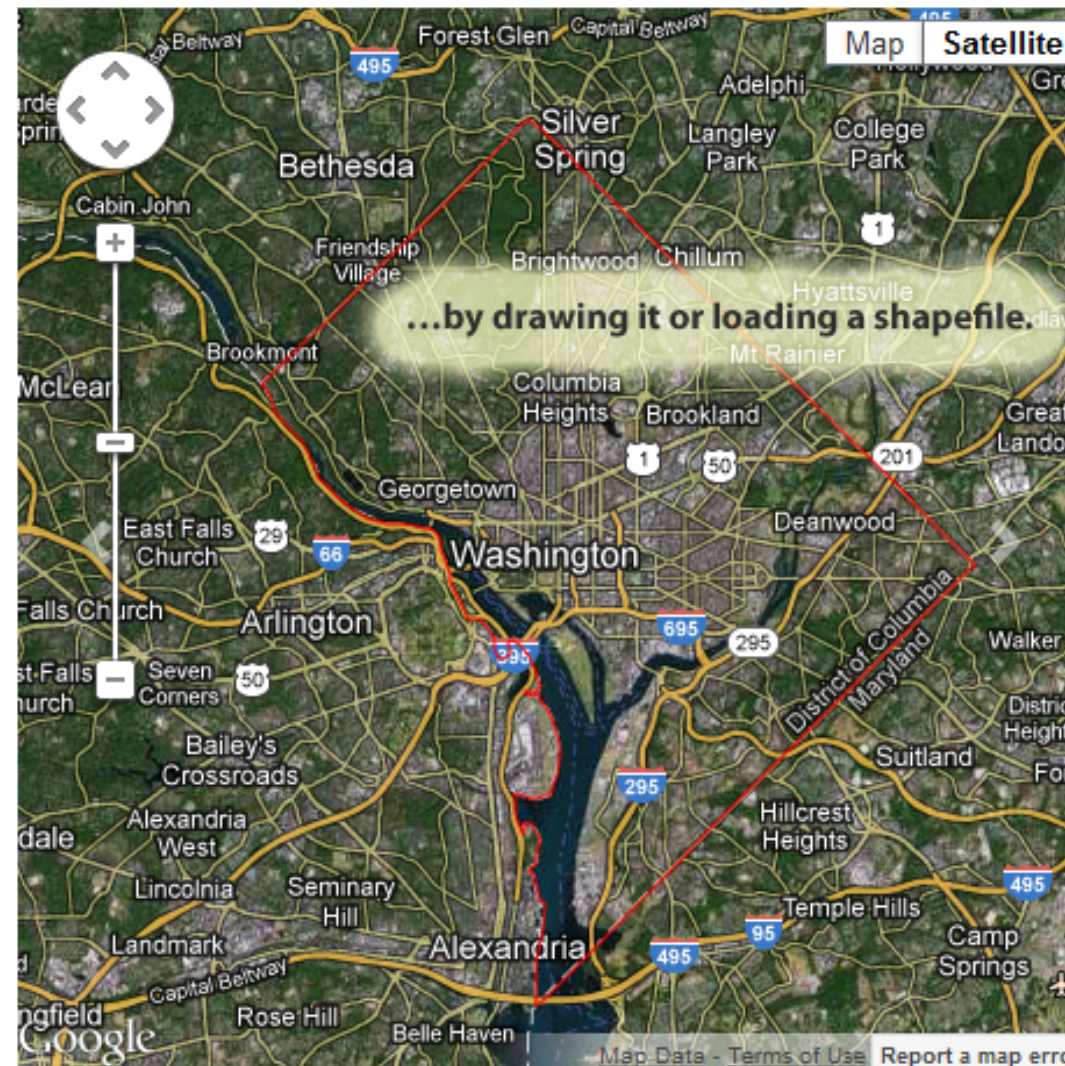 495
Capital Beltway
Forest Glen
Capital Beltway
Map
Satellite
495
Adelphi
Silver
Spring
Langley
Park
College
Park
Bethesda
Cabin John
1
Friendship
Village
Brightwood
Chillum
Hyattsville
…by drawing it or loading a shapefile.
Mt Rainier
Brookmont
McLean
Columbia
Heights
Brookland
1
50
201
Georgetown
Deanwood
East Falls
Church
29
66
Washington
Falls Church
Arlington
695
295
395
District of Columbia
Maryland
Walker
Seven
Corners
50
Bailey's
Crossroads
Suitland
295
Alexandria
West
Hillcrest
Heights
Lincolnia
Seminary
Hill
495
Temple Hills
95
Landmark
Alexandria
495
Camp
Springs
Capital Beltway
Rose Hill
Belle Haven
Google
Map Data - Terms of Use
Report a map erro